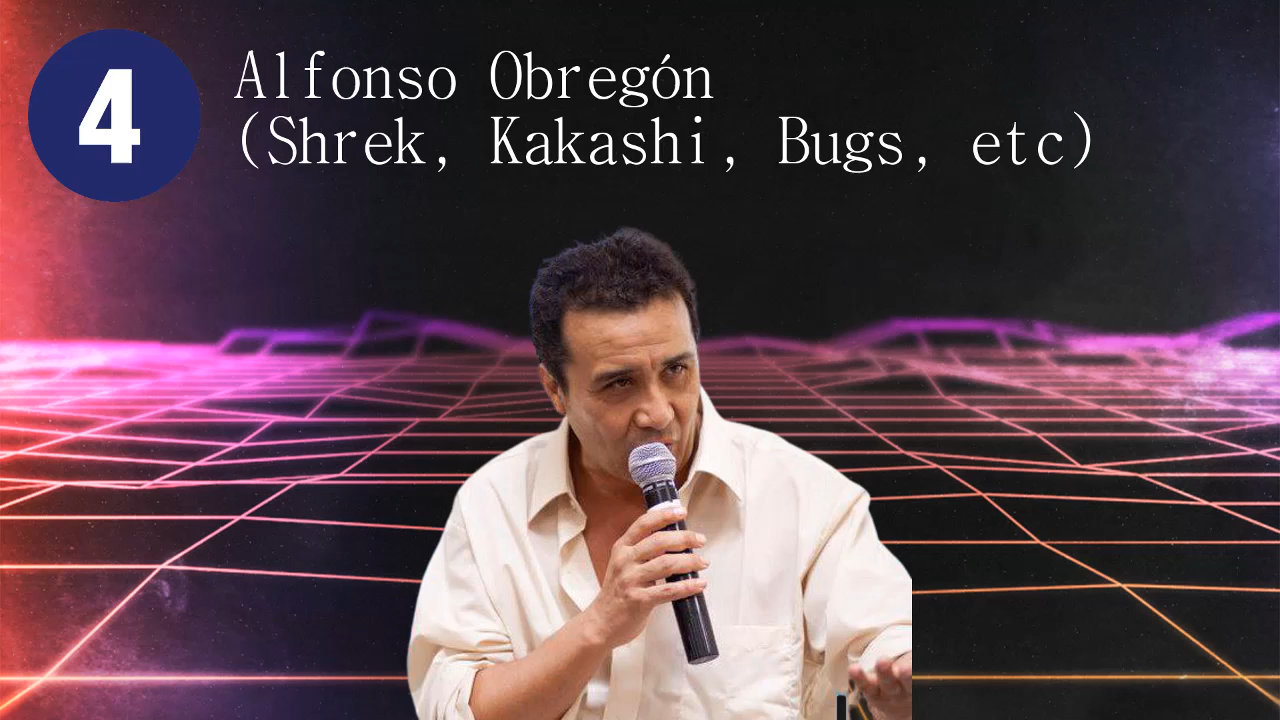 4
Alfonso Obregón
(Shrek, Kakashi, Bugs, etc)